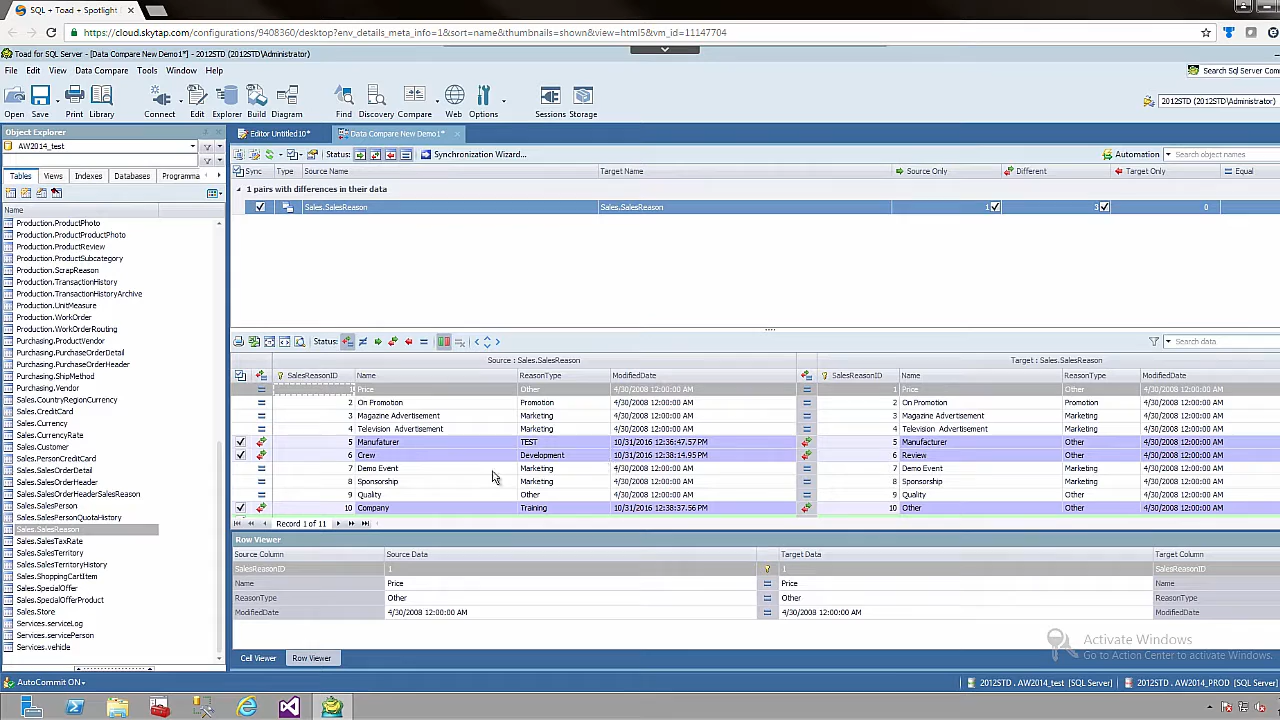 SQL + Toad + Spotlight
https://cloud.skytap.com/configurations/9408360/desktop?env_details_meta_info=1&sort=name&thumbnails=shown&view=html5&vm_id=11147704
Toad for SQL Server - [Data Compare New Demo1*] - 2012STD (2012STD\Administrator)
File Edit View Data Compare Tools Window Help
Search Sql Server Com
Open Save Print Library Connect Edit Explorer Build Diagram Find Discovery Compare Web Options Sessions Storage
2012STD (2012STD\Administrator)
Object Explorer
Editor Untitled10* Data Compare New Demo1*
AW2014_test
Status: Synchronization Wizard... Automation Search object names
Tables Views Indexes Databases Programma
Sync Type Source Name Target Name Source Only Different Target Only Equal
1 pairs with differences in their data
Sales.SalesReason Sales.SalesReason 1 3 0
Name
Production.ProductPhoto
Production.ProductProductPhoto
Production.ProductReview
Production.ProductSubcategory
Production.ScrapReason
Production.TransactionHistory
Production.TransactionHistoryArchive
Production.UnitMeasure
Production.WorkOrder
Production.WorkOrderRouting
Purchasing.ProductVendor
Purchasing.PurchaseOrderDetail
Purchasing.PurchaseOrderHeader
Purchasing.ShipMethod
Purchasing.Vendor
Sales.CountryRegionCurrency
Sales.CreditCard
Sales.Currency
Sales.CurrencyRate
Sales.Customer
Sales.PersonCreditCard
Sales.SalesOrderDetail
Sales.SalesOrderHeader
Sales.SalesOrderHeaderSalesReason
Sales.SalesPerson
Sales.SalesPersonQuotaHistory
Sales.SalesReason
Sales.SalesTaxRate
Sales.SalesTerritory
Sales.SalesTerritoryHistory
Sales.ShoppingCartItem
Sales.SpecialOffer
Sales.SpecialOfferProduct
Sales.Store
Services.serviceLog
Services.servicePerson
Services.vehicle
Status: Search data
Source : Sales.SalesReason Target : Sales.SalesReason
SalesReasonID Name ReasonType ModifiedDate SalesReasonID Name ReasonType ModifiedDate
Price Other 4/30/2008 12:00:00 AM 1 Price Other 4/30/2008 12:00:00 AM
2 On Promotion Promotion 4/30/2008 12:00:00 AM 2 On Promotion Promotion 4/30/2008 12:00:00 AM
3 Magazine Advertisement Marketing 4/30/2008 12:00:00 AM 3 Magazine Advertisement Marketing 4/30/2008 12:00:00 AM
4 Television Advertisement Marketing 4/30/2008 12:00:00 AM 4 Television Advertisement Marketing 4/30/2008 12:00:00 AM
5 Manufaturer TEST 10/31/2016 12:36:47.57 PM 5 Manufacturer Other 4/30/2008 12:00:00 AM
6 Crew Development 10/31/2016 12:38:14.95 PM 6 Review Other 4/30/2008 12:00:00 AM
7 Demo Event Marketing 4/30/2008 12:00:00 AM 7 Demo Event Marketing 4/30/2008 12:00:00 AM
8 Sponsorship Marketing 4/30/2008 12:00:00 AM 8 Sponsorship Marketing 4/30/2008 12:00:00 AM
9 Quality Other 4/30/2008 12:00:00 AM 9 Quality Other 4/30/2008 12:00:00 AM
10 Company Training 10/31/2016 12:38:37.56 PM 10 Other Other 4/30/2008 12:00:00 AM
Record 1 of 11
Row Viewer
Source Column Source Data Target Data Target Column
SalesReasonID 1 1 SalesReasonID
Name Price Price Name
ReasonType Other Other ReasonType
ModifiedDate 4/30/2008 12:00:00 AM 4/30/2008 12:00:00 AM ModifiedDate
Activate Windows
Go to Action Center to activate Windows.
Cell Viewer Row Viewer
AutoCommit ON 2012STD . AW2014_test [SQL Server] 2012STD . AW2014_PROD [SQL Server]